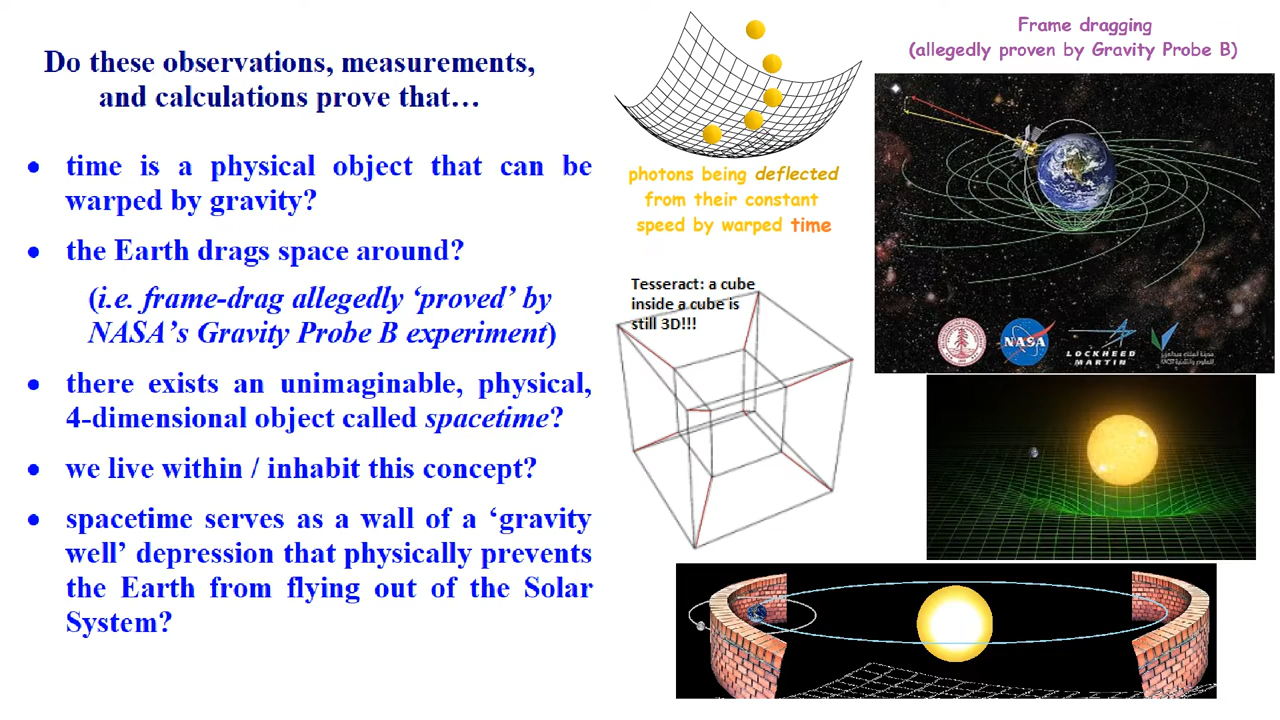 Do these observations, measurements,
and calculations prove that…
• time is a physical object that can be
warped by gravity?
• the Earth drags space around?
(i.e. frame-drag allegedly ‘proved’ by
NASA’s Gravity Probe B experiment)
• there exists an unimaginable, physical,
4-dimensional object called spacetime?
• we live within / inhabit this concept?
• spacetime serves as a wall of a ‘gravity
well’ depression that physically prevents
the Earth from flying out of the Solar
System?
photons being deflected
from their constant
speed by warped time
Tesseract: a cube
inside a cube is
still 3D!!!
Frame dragging
(allegedly proven by Gravity Probe B)
NASA
LOCKHEED
MARTIN